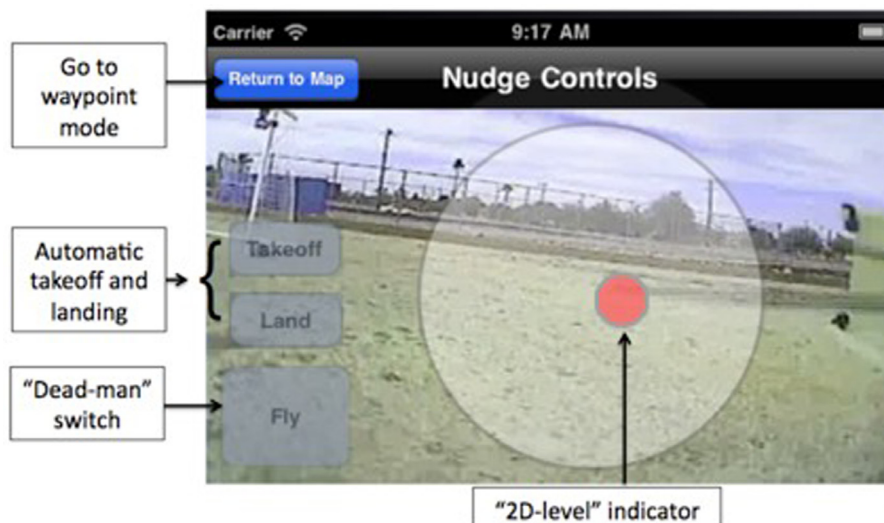 Carrier
9:17 AM
Go to
waypoint
mode
Return to Map
Nudge Controls
Automatic
takeoff and
landing
Takeoff
Land
“Dead-man”
switch
Fly
“2D-level” indicator